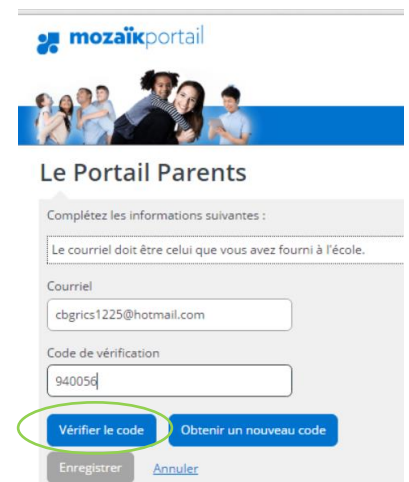 mozaïkportail
Le Portail Parents
Complétez les informations suivantes :
Le courriel doit être celui que vous avez fourni à l'école.
Courriel
cbgrics1225@hotmail.com
Code de vérification
940056
Vérifier le code
Obtenir un nouveau code
Enregistrer
Annuler